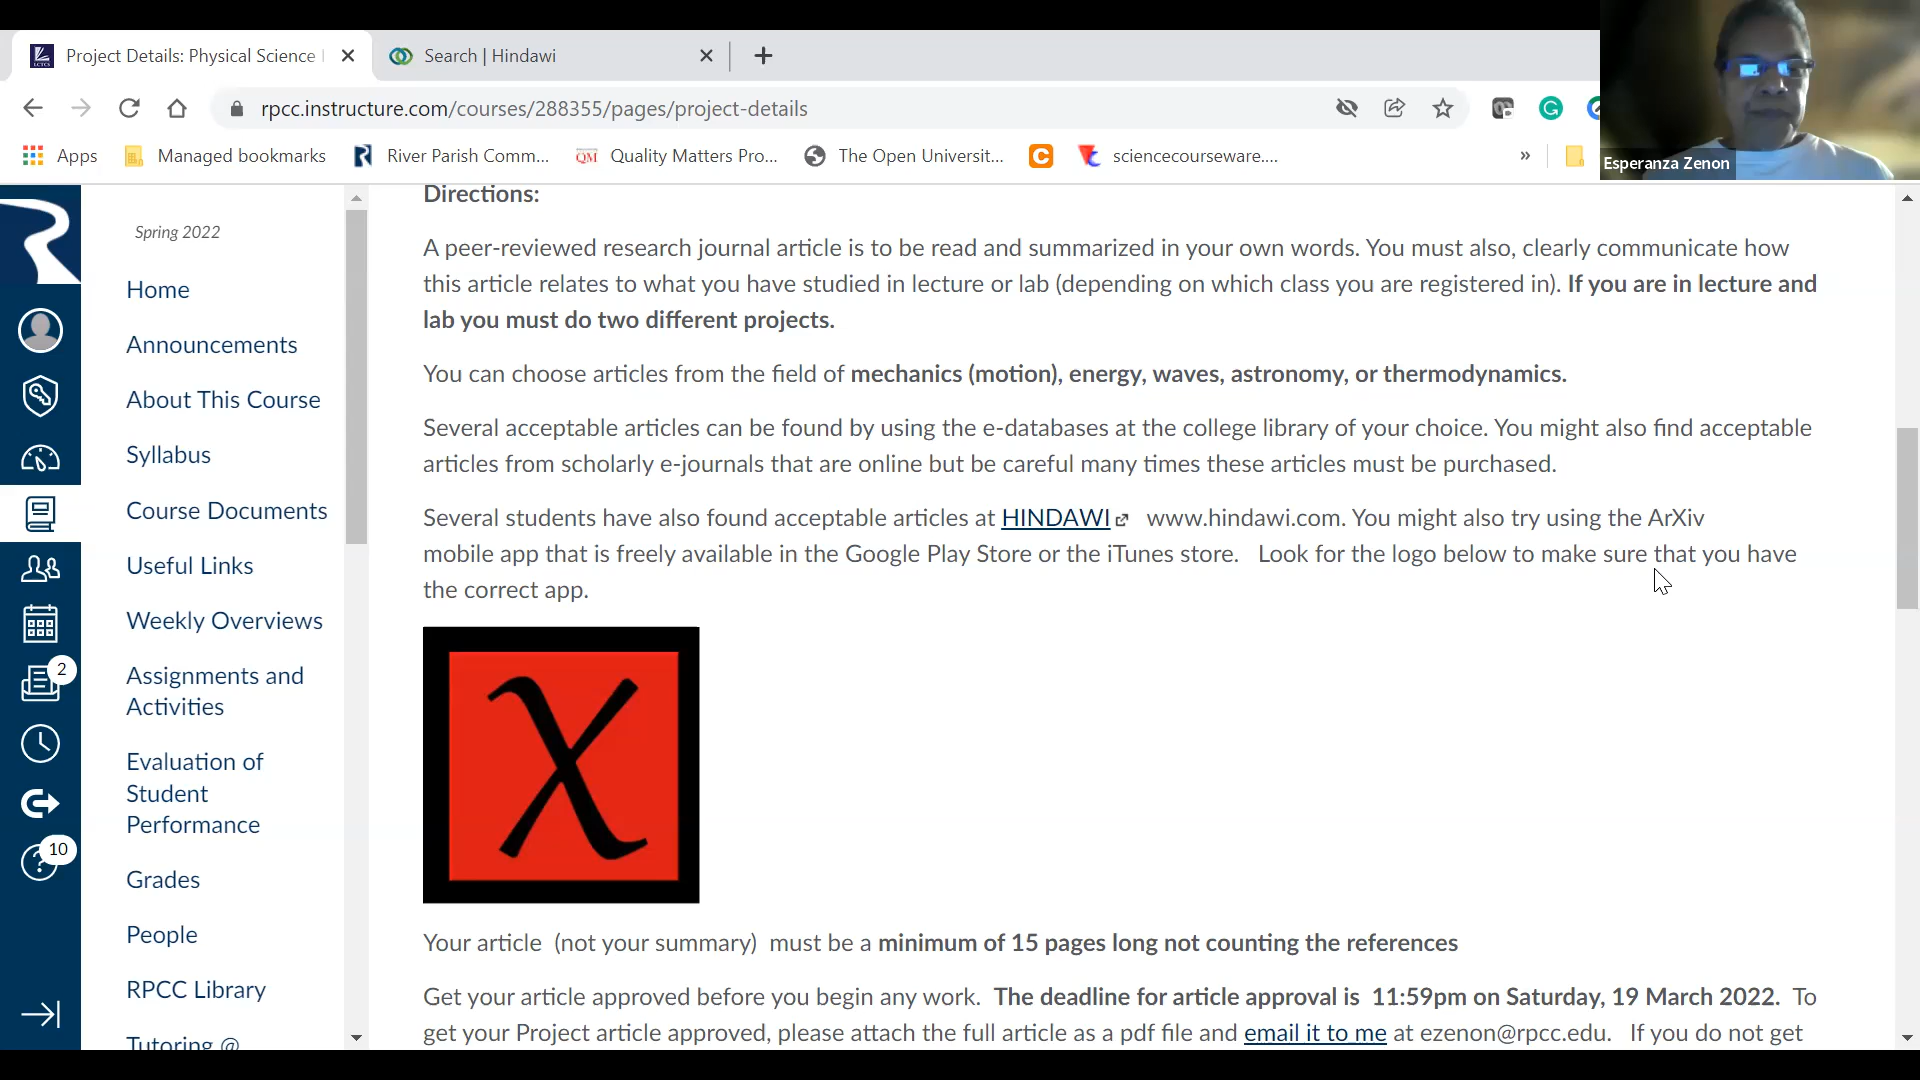 Project Details: Physical Science
Search | Hindawi
rpcc.instructure.com/courses/288355/pages/project-details
Apps
Managed bookmarks
River Parish Comm...
QM
Quality Matters Pro...
The Open Universit...
C
sciencecourseware....
»
Esperanza Zenon
Spring 2022
Home
Announcements
About This Course
Syllabus
Course Documents
Useful Links
Weekly Overviews
Assignments and
Activities
Evaluation of
Student
Performance
Grades
People
RPCC Library
Tutoring @
2
10
Directions:
A peer-reviewed research journal article is to be read and summarized in your own words. You must also, clearly communicate how
this article relates to what you have studied in lecture or lab (depending on which class you are registered in). If you are in lecture and
lab you must do two different projects.
You can choose articles from the field of mechanics (motion), energy, waves, astronomy, or thermodynamics.
Several acceptable articles can be found by using the e-databases at the college library of your choice. You might also find acceptable
articles from scholarly e-journals that are online but be careful many times these articles must be purchased.
Several students have also found acceptable articles at HINDAWI www.hindawi.com. You might also try using the ArXiv
mobile app that is freely available in the Google Play Store or the iTunes store. Look for the logo below to make sure that you have
the correct app.
χ
Your article (not your summary) must be a minimum of 15 pages long not counting the references
Get your article approved before you begin any work. The deadline for article approval is 11:59pm on Saturday, 19 March 2022. To
get your Project article approved, please attach the full article as a pdf file and email it to me at ezenon@rpcc.edu. If you do not get